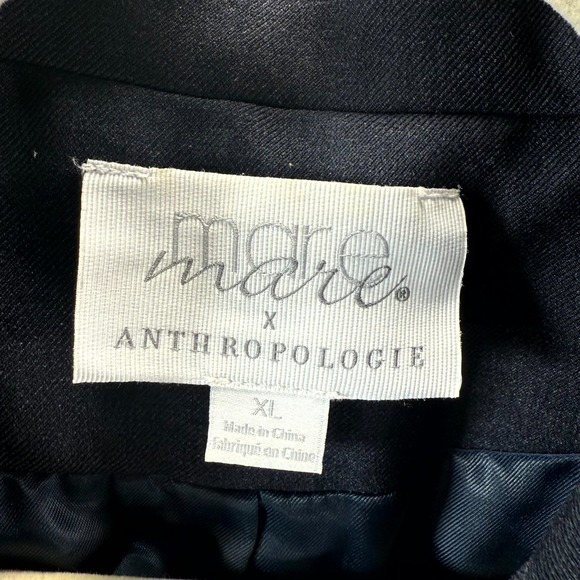 mare
mare®
X
ANTHROPOLOGIE
XL
Made in China
Fabriqué en Chine